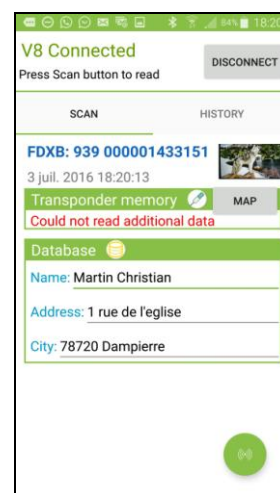 84% 18:20
V8 Connected
Press Scan button to read
DISCONNECT
SCAN
HISTORY
FDXB: 939 000001433151
3 juil. 2016 18:20:13
Transponder memory
MAP
Could not read additional data
Database
Name: Martin Christian
Address: 1 rue de l'eglise
City: 78720 Dampierre